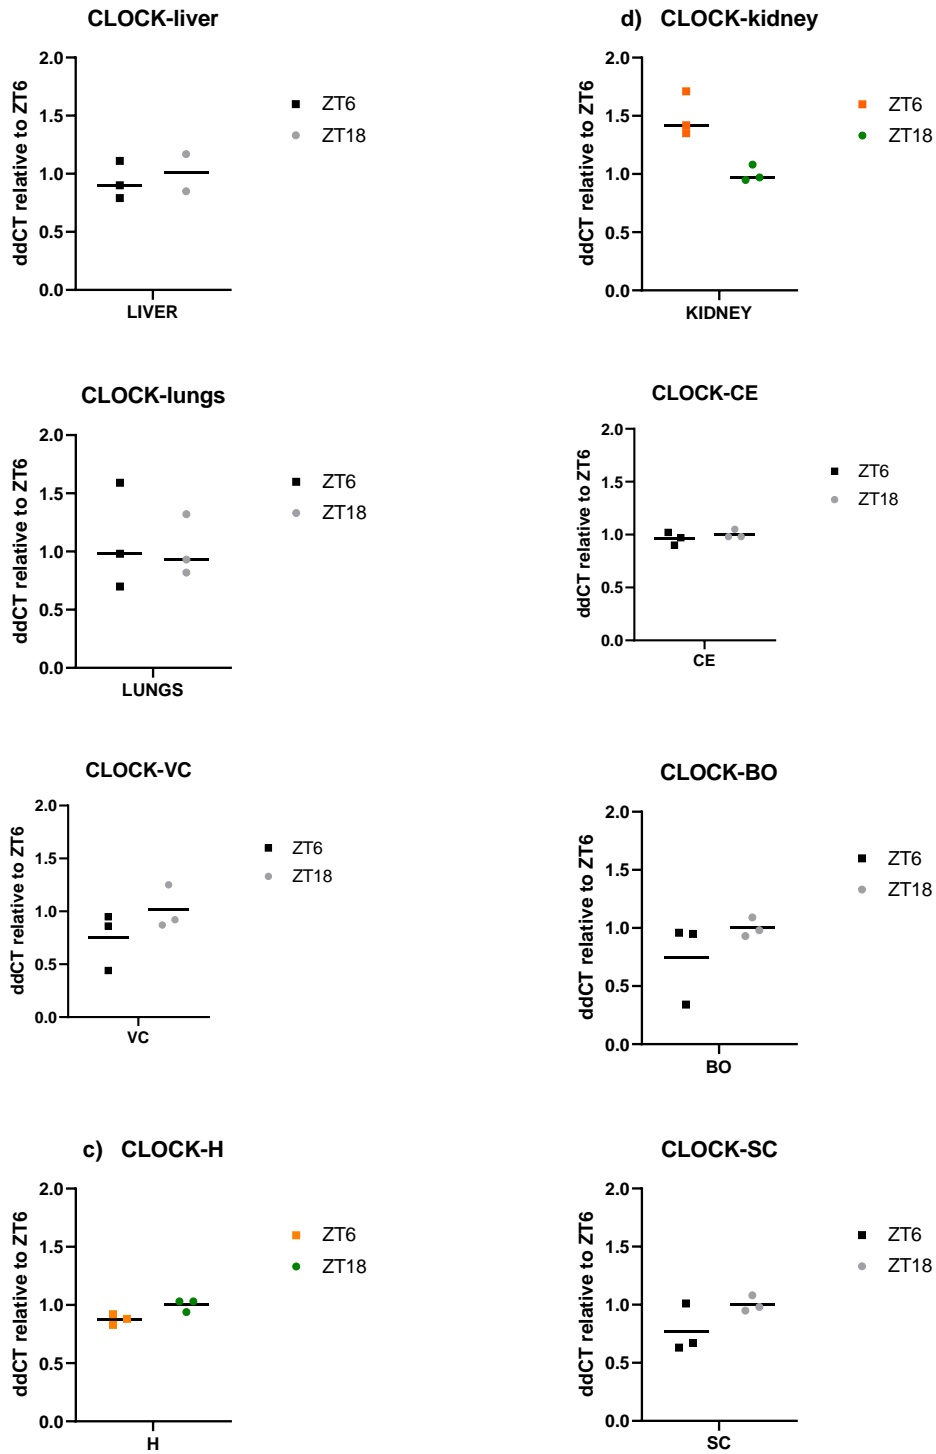 CLOCK-liver
ddCT relative to ZT6
2.0
1.5
1.0
0.5
0.0
LIVER
ZT6
ZT18
d) CLOCK-kidney
ddCT relative to ZT6
2.0
1.5
1.0
0.5
0.0
KIDNEY
ZT6
ZT18
CLOCK-lungs
ddCT relative to ZT6
2.0
1.5
1.0
0.5
0.0
LUNGS
ZT6
ZT18
CLOCK-CE
ddCT relative to ZT6
2.0
1.5
1.0
0.5
0.0
CE
ZT6
ZT18
CLOCK-VC
ddCT relative to ZT6
2.0
1.5
1.0
0.5
0.0
VC
ZT6
ZT18
CLOCK-BO
ddCT relative to ZT6
2.0
1.5
1.0
0.5
0.0
BO
ZT6
ZT18
c) CLOCK-H
ddCT relative to ZT6
2.0
1.5
1.0
0.5
0.0
H
ZT6
ZT18
CLOCK-SC
ddCT relative to ZT6
2.0
1.5
1.0
0.5
0.0
SC
ZT6
ZT18